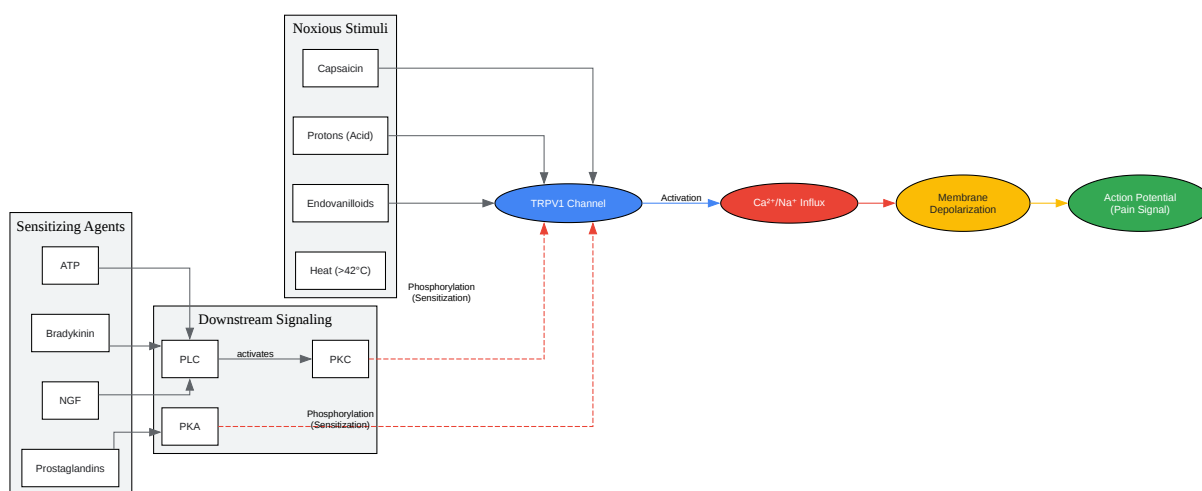 Noxious Stimuli
Capsaicin
Protons (Acid)
Endovanilloids
Heat (>42°C)
TRPV1 Channel
Activation
Ca²⁺/Na⁺ Influx
Membrane
Depolarization
Action Potential
(Pain Signal)
Sensitizing Agents
ATP
Bradykinin
NGF
Prostaglandins
Downstream Signaling
PLC
activates
PKC
PKA
Phosphorylation
(Sensitization)
Phosphorylation
(Sensitization)